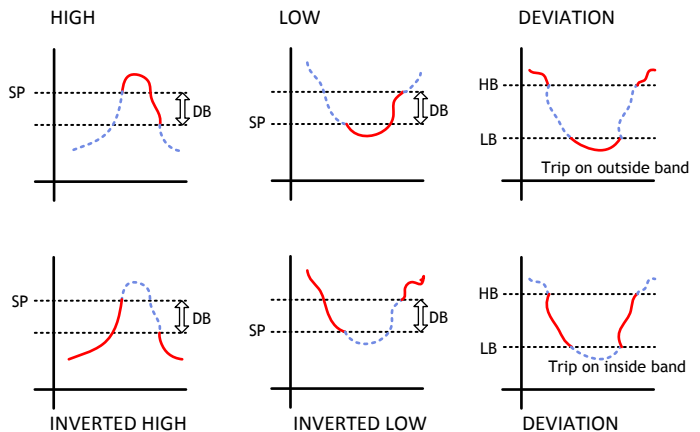 HIGH
LOW
DEVIATION
SP
DB
SP
DB
HB
LB
Trip on outside band
SP
DB
SP
DB
HB
LB
Trip on inside band
INVERTED HIGH
INVERTED LOW
DEVIATION